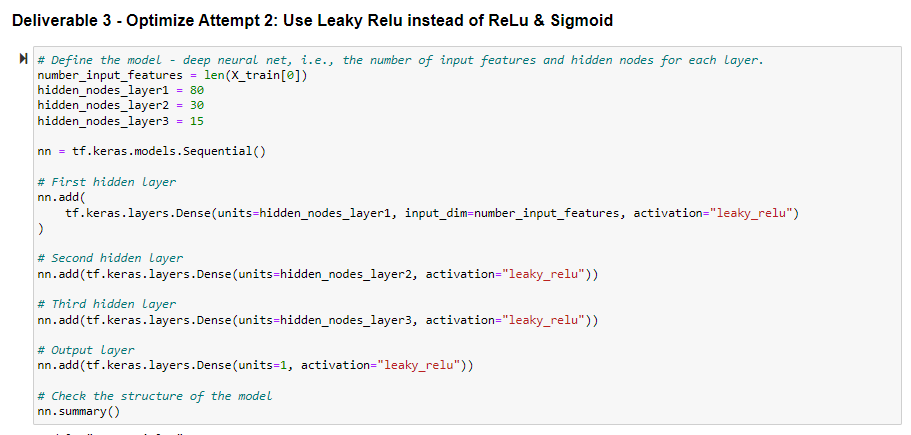 Deliverable 3 - Optimize Attempt 2: Use Leaky Relu instead of ReLu & Sigmoid
# Define the model - deep neural net, i.e., the number of input features and hidden nodes for each layer.
number_input_features = len(X_train[0])
hidden_nodes_layer1 = 80
hidden_nodes_layer2 = 30
hidden_nodes_layer3 = 15

nn = tf.keras.models.Sequential()

# First hidden layer
nn.add(
    tf.keras.layers.Dense(units=hidden_nodes_layer1, input_dim=number_input_features, activation="leaky_relu")
)

# Second hidden layer
nn.add(tf.keras.layers.Dense(units=hidden_nodes_layer2, activation="leaky_relu"))

# Third hidden layer
nn.add(tf.keras.layers.Dense(units=hidden_nodes_layer3, activation="leaky_relu"))

# Output layer
nn.add(tf.keras.layers.Dense(units=1, activation="leaky_relu"))

# Check the structure of the model
nn.summary()